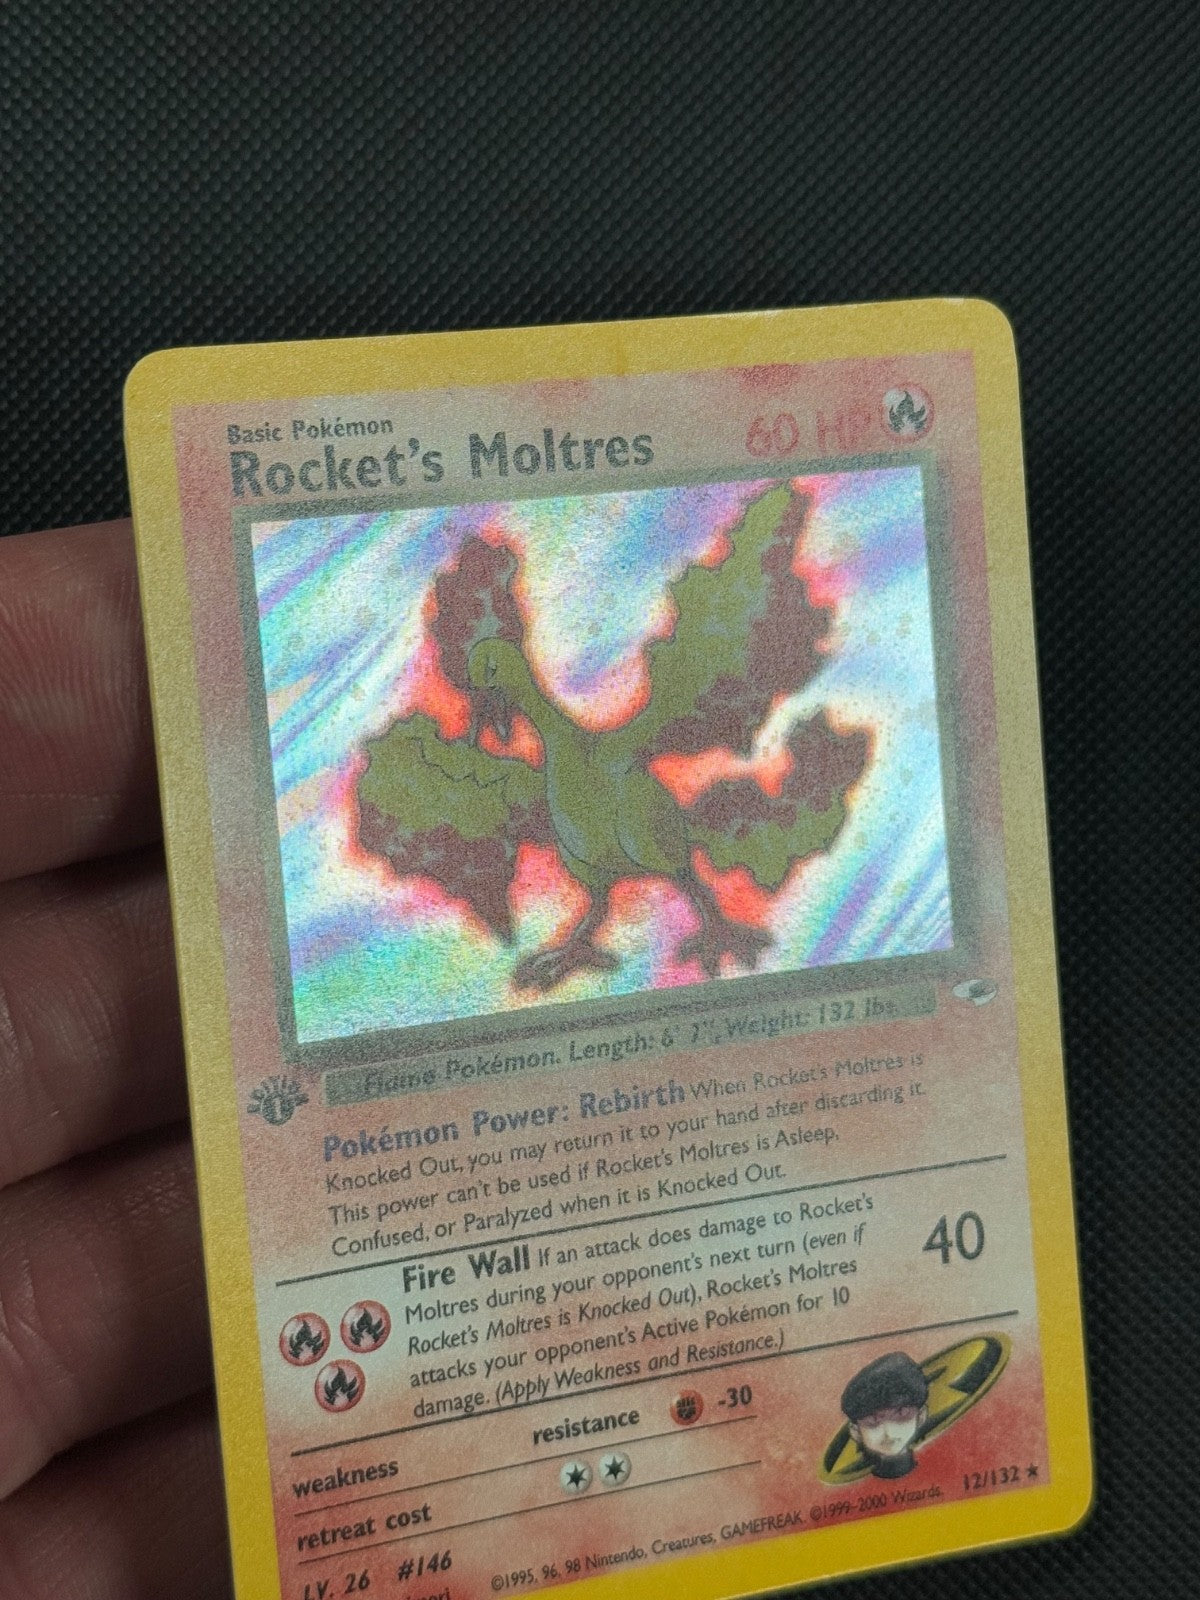 Basic Pokémon
Rocket's Moltres
60 HP
Flame Pokémon. Length: 6' 7", Weight: 132 lbs.
Pokémon Power: Rebirth When Rocket's Moltres is
Knocked Out, you may return it to your hand after discarding it.
This power can't be used if Rocket's Moltres is Asleep,
Confused, or Paralyzed when it is Knocked Out.
Fire Wall If an attack does damage to Rocket's
Moltres during your opponent's next turn (even if
Rocket's Moltres is Knocked Out), Rocket's Moltres
attacks your opponent's Active Pokémon for 10
damage. (Apply Weakness and Resistance.)
40
weakness
resistance
-30
retreat cost
LV. 26 #146
©1995, 96, 98 Nintendo, Creatures, GAMEFREAK. ©1999-2000 Wizards.
12/132 ★